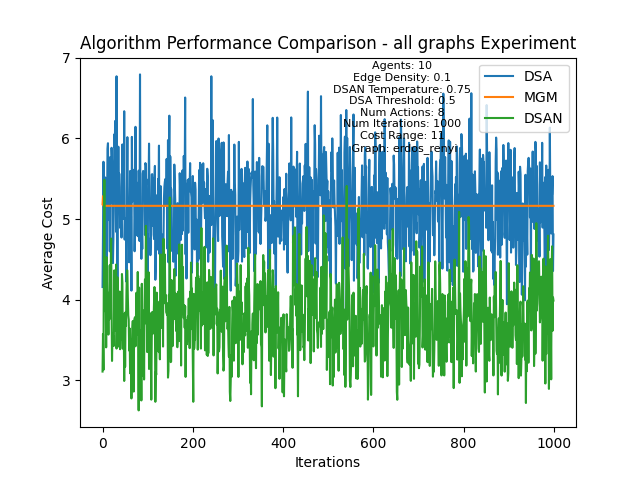 Algorithm Performance Comparison - all graphs Experiment
Agents: 10
Edge Density: 0.1
DSAN Temperature: 0.75
DSA Threshold: 0.5
Num Actions: 8
Num Iterations: 1000
Cost Range: 11
Graph: erdos_renyi
DSA
MGM
DSAN
Average Cost
7
6
5
4
3
0
200
400
600
800
1000
Iterations